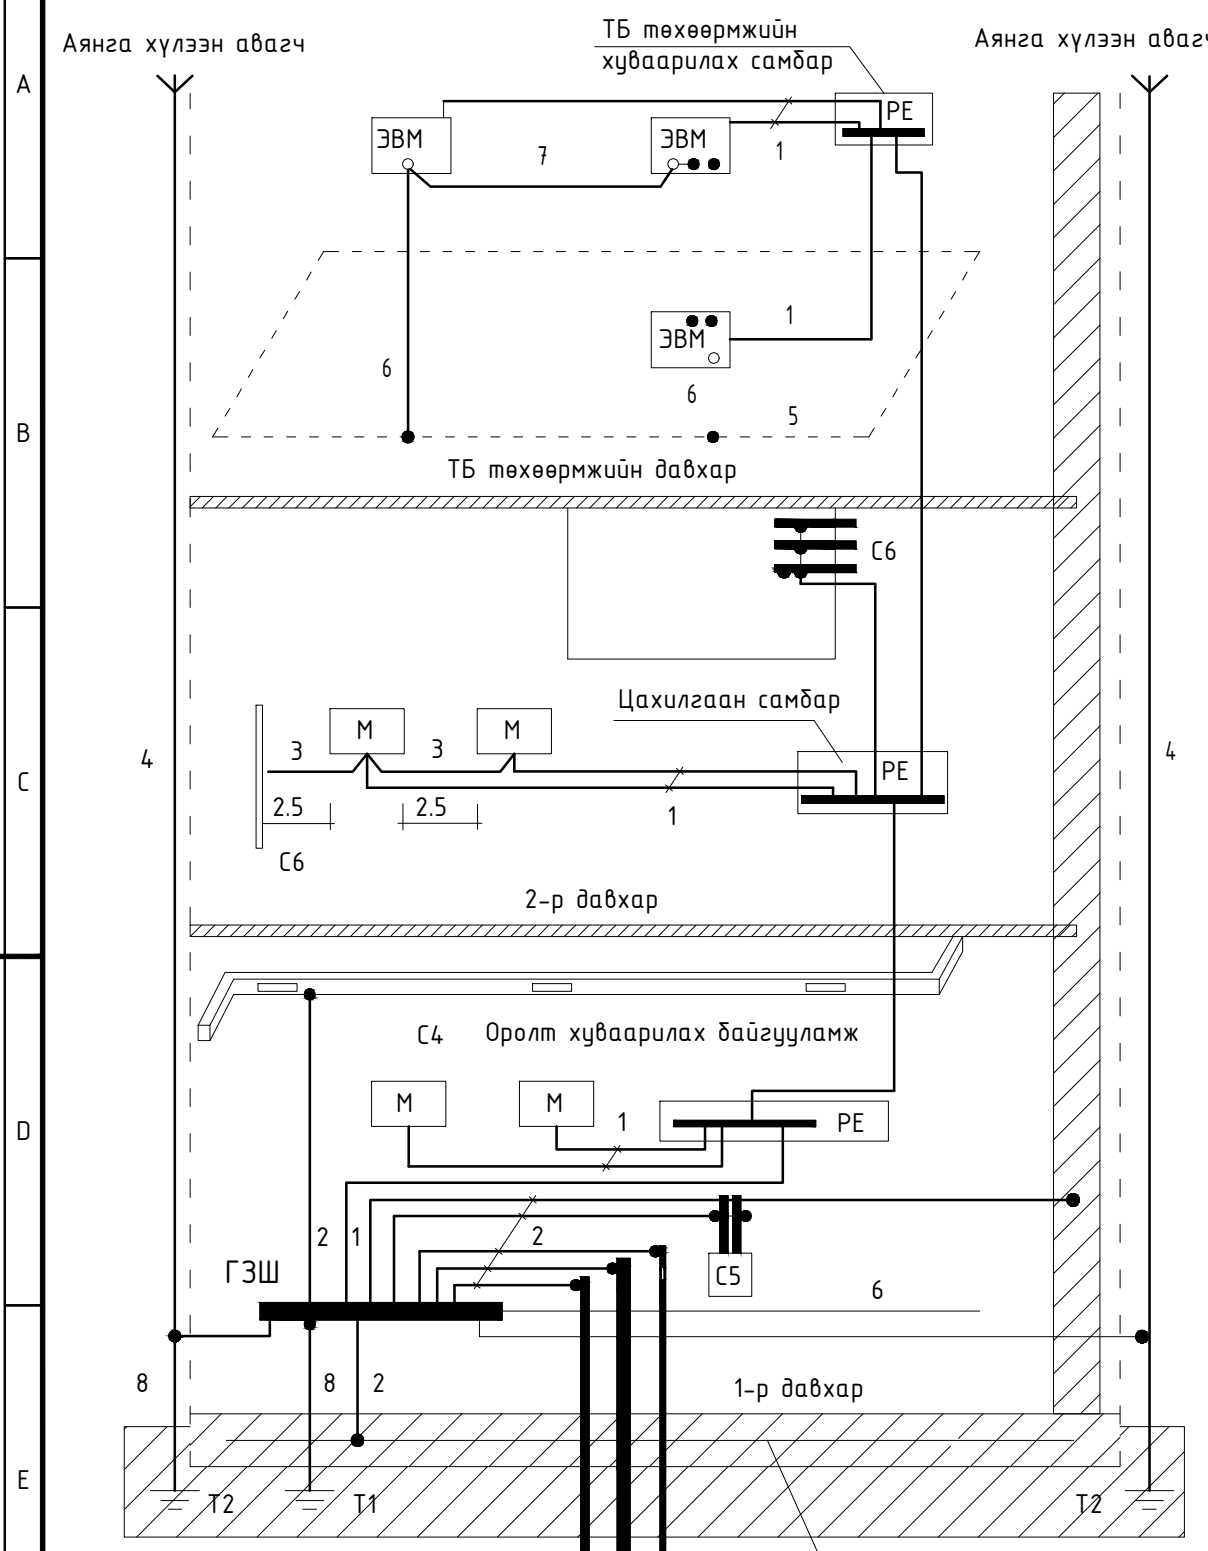 Аянга хүлээн авагч
ТБ төхөөрмжийн
хуваарилах самбар
Аянга хүлээн авагч
A
ЭВМ
7
ЭВМ
1
PE
6
ЭВМ
1
6
5
B
ТБ төхөөрмжийн давхар
С6
Цахилгаан самбар
4
3
M
3
M
PE
4
C
2.5
2.5
1
С6
2-р давхар
С4
Оролт хуваарилах байгууламж
D
M
M
1
PE
2
1
2
ГЗШ
С5
6
8
8
2
1-р давхар
E
Т2
Т1
Т2